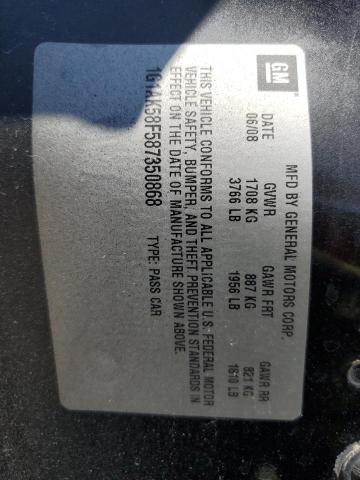 GM
MFD BY GENERAL MOTORS CORP
DATE GVWR GAWR FRT GAWR RR
06/08 1708 KG 887 KG 821 KG
3766 LB 1956 LB 1810 LB
THIS VEHICLE CONFORMS TO ALL APPLICABLE U.S. FEDERAL MOTOR
VEHICLE SAFETY, BUMPER, AND THEFT PREVENTION STANDARDS IN
EFFECT ON THE DATE OF MANUFACTURE SHOWN ABOVE.
1G1AK58F587350868 TYPE: PASS CAR